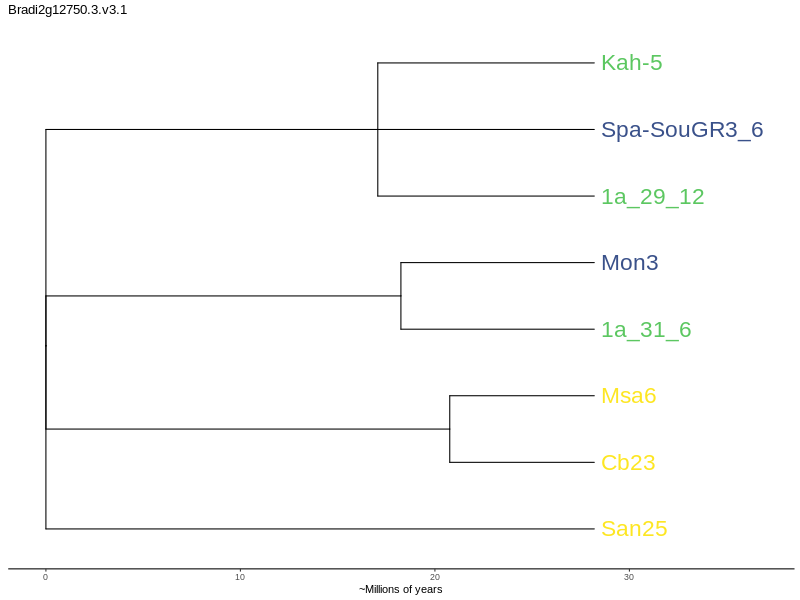 Bradi2g12750.3.v3.1
Kah-5
Spa-SouGR3_6
1a_29_12
Mon3
1a_31_6
Msa6
Cb23
San25
0 10 20 30
~Millions of years